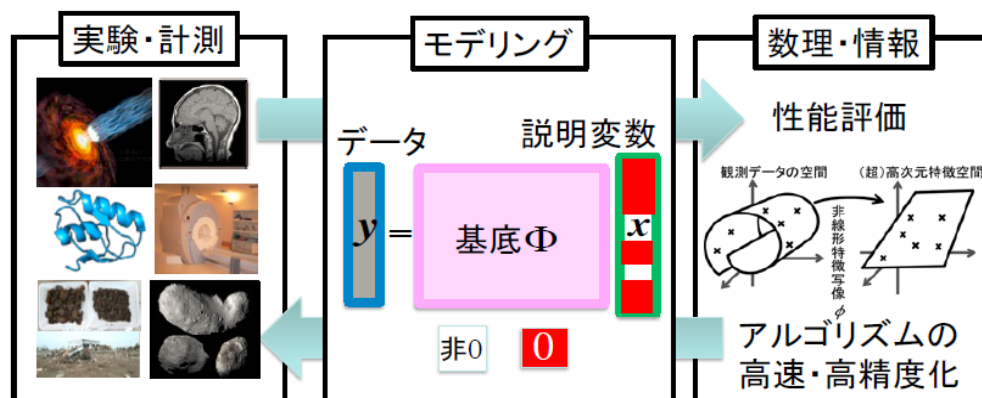 実験・計測
モデリング
データ
説明変数
y
=
基底Φ
x
非0
0
数理・情報
性能評価
観測データの空間
(超)高次元特徴空間
非線形特徴写像φ
アルゴリズムの
高速・高精度化